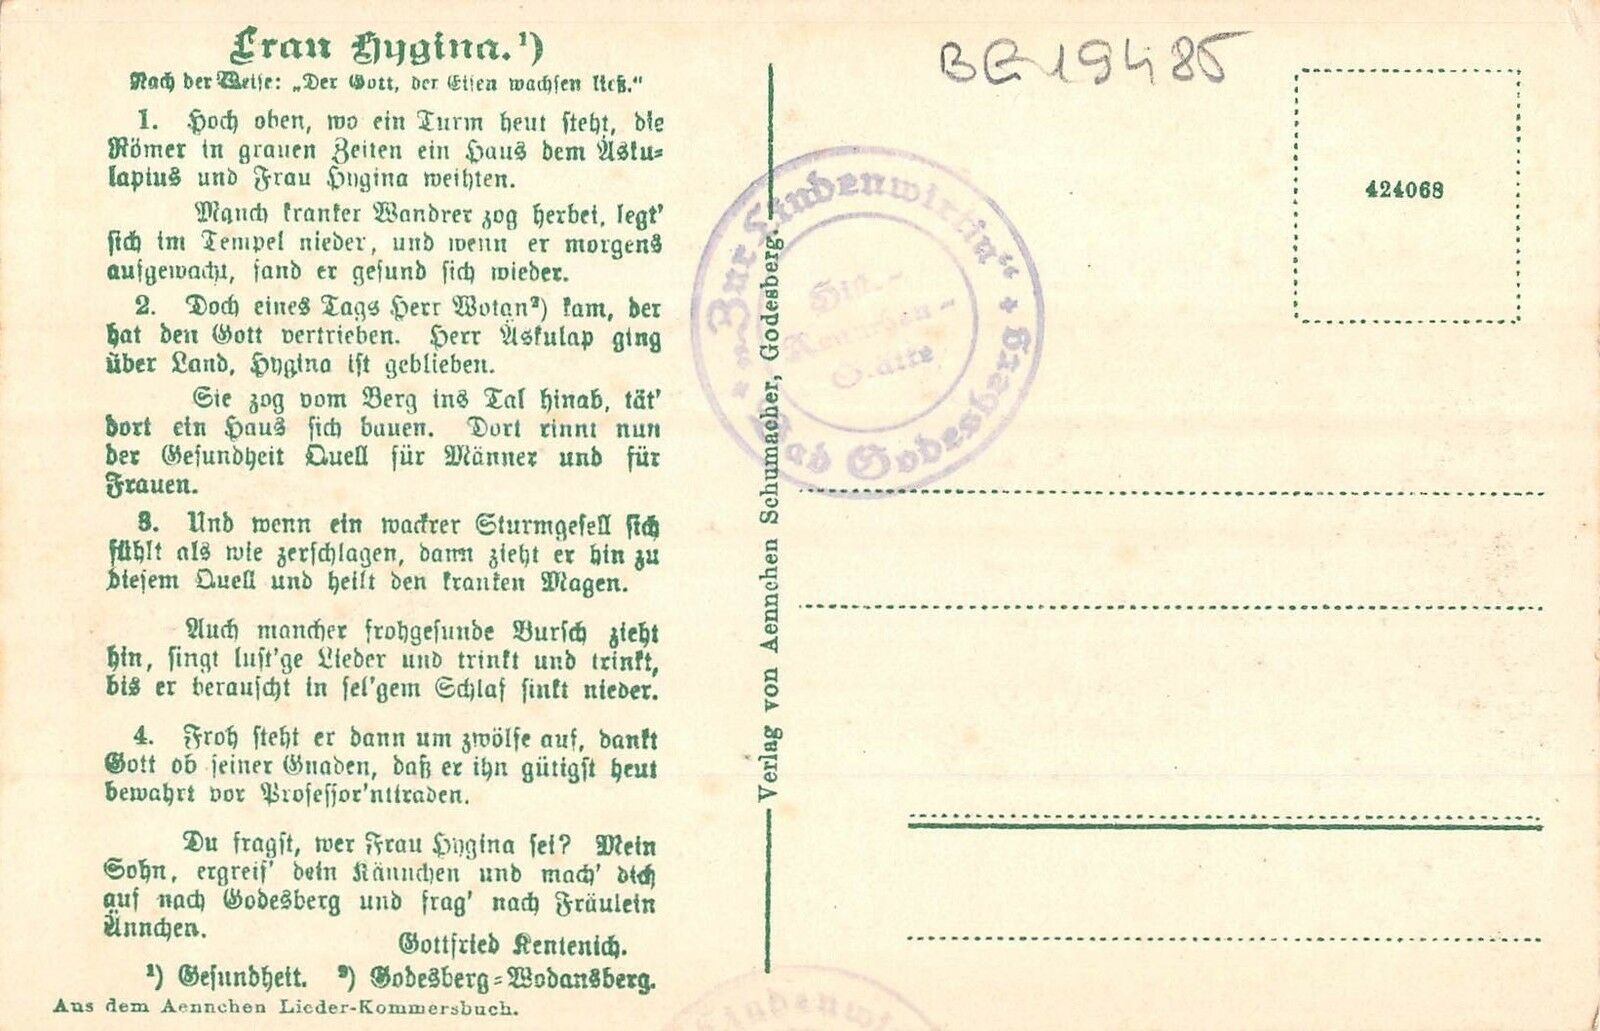 Frau Hygina.¹)
Nach der Weise: „Der Gott, der Eisen wachsen ließ.“
1. Hoch oben, wo ein Turm heut steht, die
Römer in grauen Zeiten ein Haus dem Äsku-
lapius und Frau Hygina weihten.
Manch kranker Wandrer zog herbei, legt'
sich im Tempel nieder, und wenn er morgens
aufgewacht, fand er gesund sich wieder.
2. Doch eines Tags Herr Wotan²) kam, der
hat den Gott vertrieben. Herr Äskulap ging
über Land, Hygina ist geblieben.
Sie zog vom Berg ins Tal hinab, tät'
dort ein Haus sich bauen. Dort rinnt nun
der Gesundheit Quell für Männer und für
Frauen.
3. Und wenn ein wackrer Sturmgesell sich
fühlt als wie zerschlagen, dann zieht er hin zu
diesem Quell und heilt den kranken Magen.
Auch mancher frohgesunde Bursch zieht
hin, singt lust'ge Lieder und trinkt und trinkt,
bis er berauscht in sel'gem Schlaf sinkt nieder.
4. Froh steht er dann um zwölfe auf, dankt
Gott ob seiner Gnaden, daß er ihn gütigst heut
bewahrt vor Professor'ntiraden.
Du fragst, wer Frau Hygina sei? Mein
Sohn, ergreif' dein Kännchen und mach' dich
auf nach Godesberg und frag' nach Fräulein
Ännchen.
Gottfried Kentenich.
¹) Gesundheit. ²) Godesberg=Wodansberg.
Aus dem Aennchen Lieder-Kommersbuch.
Verlag von Aennchen Schumacher, Godesberg.
„Zur Lindenwirtin“
Bad Godesberg
BE 19485
424068
Lindenw